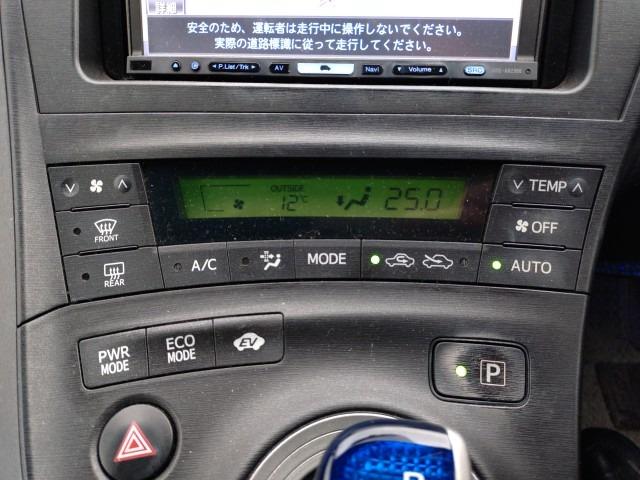 詳細
安全のため、運転者は走行中に操作しないでください。
実際の道路標識に従って走行してください。
P.List/Trk AV Navi Volume
OUTSIDE
12℃ 25.0
TEMP
FRONT
OFF
REAR
A/C
MODE
AUTO
PWR MODE
ECO MODE
EV
P